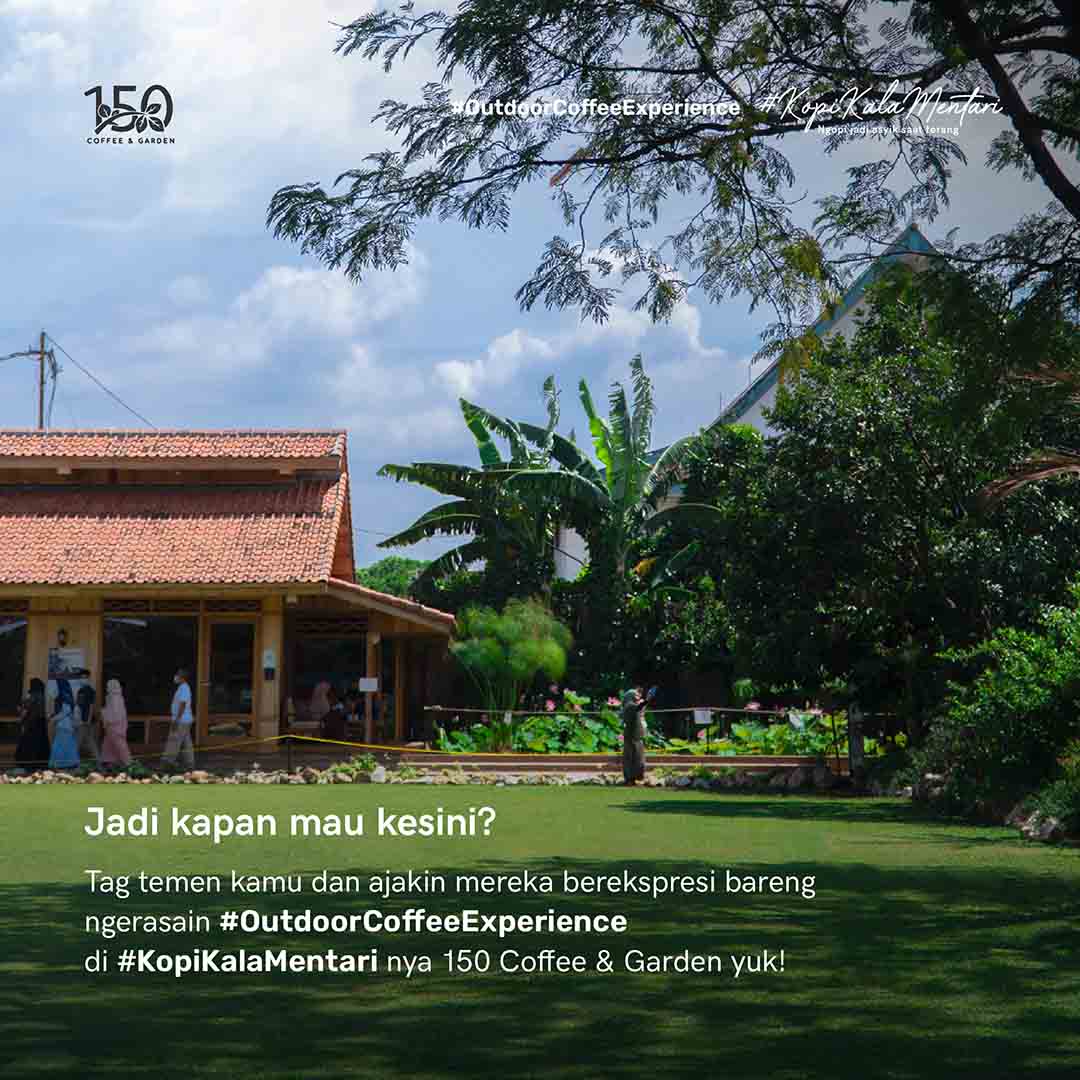 150
COFFEE & GARDEN
#OutdoorCoffeeExperience
#KopiKalaMentari
Ngopi jadi asyik saat terang
Jadi kapan mau kesini?
Tag temen kamu dan ajakin mereka berekspresi bareng
ngerasain #OutdoorCoffeeExperience
di #KopiKalaMentari nya 150 Coffee & Garden yuk!